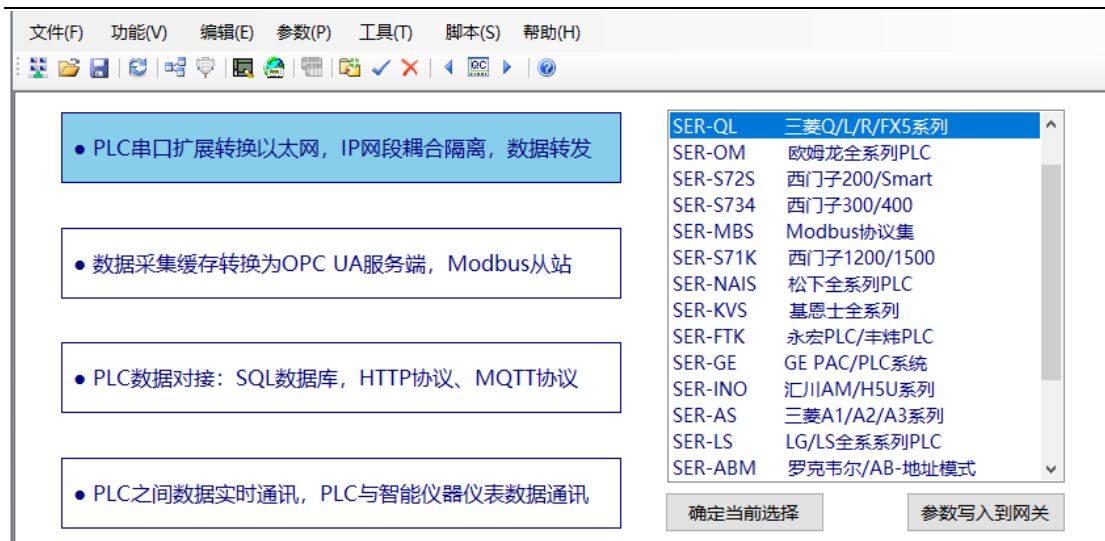 文件(F) 功能(V) 编辑(E) 参数(P) 工具(T) 脚本(S) 帮助(H)
QC
● PLC串口扩展转换以太网，IP网段耦合隔离，数据转发
● 数据采集缓存转换为OPC UA服务端，Modbus从站
● PLC数据对接：SQL数据库，HTTP协议、MQTT协议
● PLC之间数据实时通讯，PLC与智能仪器仪表数据通讯
SER-QL 三菱Q/L/R/FX5系列
SER-OM 欧姆龙全系列PLC
SER-S72S 西门子200/Smart
SER-S734 西门子300/400
SER-MBS Modbus协议集
SER-S71K 西门子1200/1500
SER-NAIS 松下全系列PLC
SER-KVS 基恩士全系列
SER-FTK 永宏PLC/丰炜PLC
SER-GE GE PAC/PLC系统
SER-INO 汇川AM/H5U系列
SER-AS 三菱A1/A2/A3系列
SER-LS LG/LS全系系列PLC
SER-ABM 罗克韦尔/AB-地址模式
确定当前选择 参数写入到网关